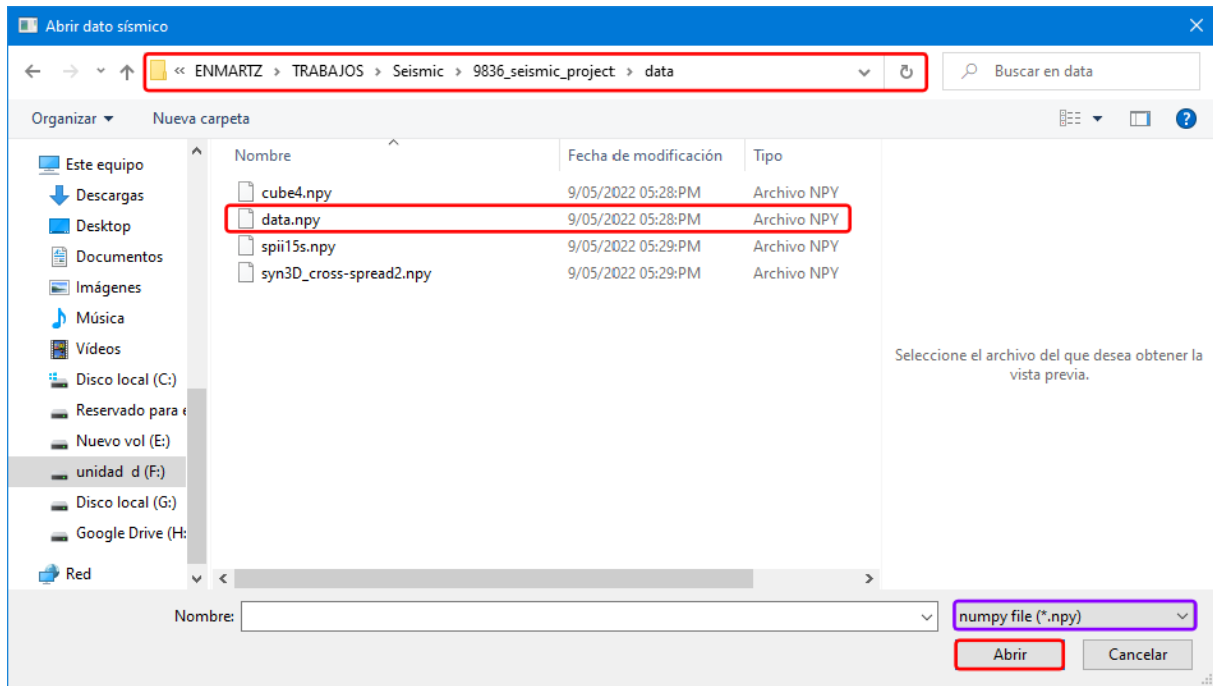 Abrir dato sísmico
« ENMARTZ > TRABAJOS > Seismic > 9836_seismic_project > data
Buscar en data
Organizar
Nueva carpeta
Nombre
Fecha de modificación
Tipo
Este equipo
Descargas
Desktop
Documentos
Imágenes
Música
Vídeos
Disco local (C:)
Reservado para e
Nuevo vol (E:)
unidad d (F:)
Disco local (G:)
Google Drive (H:
Red
cube4.npy 9/05/2022 05:28:PM Archivo NPY
data.npy 9/05/2022 05:28:PM Archivo NPY
spii15s.npy 9/05/2022 05:29:PM Archivo NPY
syn3D_cross-spread2.npy 9/05/2022 05:29:PM Archivo NPY
Seleccione el archivo del que desea obtener la
vista previa.
Nombre:
numpy file (*.npy)
Abrir
Cancelar